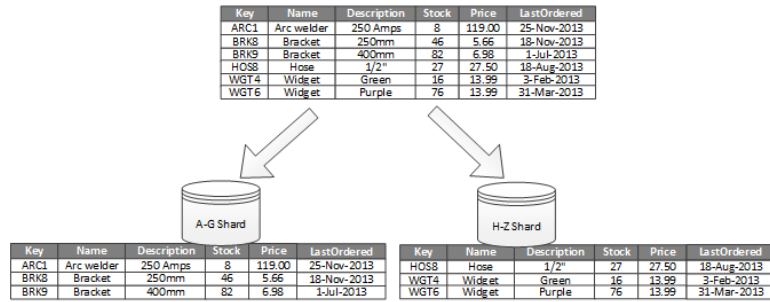 Key Name Description Stock Price LastOrdered
ARC1 Arc welder 250 Amps 8 119.00 25-Nov-2013
BRK8 Bracket 250mm 46 5.66 18-Nov-2013
BRK9 Bracket 400mm 82 6.98 1-Jul-2013
HOS8 Hose 1/2" 27 27.50 18-Aug-2013
WGT4 Widget Green 16 13.99 3-Feb-2013
WGT6 Widget Purple 76 13.99 31-Mar-2013
A-G Shard
H-Z Shard
Key Name Description Stock Price LastOrdered
ARC1 Arc welder 250 Amps 8 119.00 25-Nov-2013
BRK8 Bracket 250mm 46 5.66 18-Nov-2013
BRK9 Bracket 400mm 82 6.98 1-Jul-2013
Key Name Description Stock Price LastOrdered
HOS8 Hose 1/2" 27 27.50 18-Aug-2013
WGT4 Widget Green 16 13.99 3-Feb-2013
WGT6 Widget Purple 76 13.99 31-Mar-2013